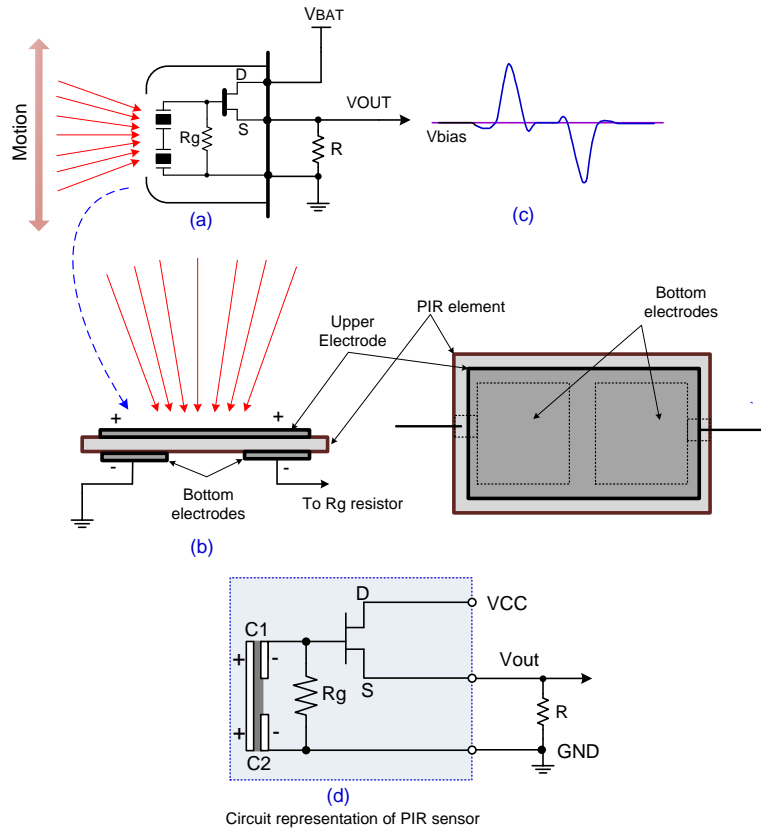 VBAT
D
VOUT
Motion
Rg
S
R
Vbias
(a)
(c)
PIR element
Bottom
electrodes
Upper
Electrode
+
+
-
-
Bottom
electrodes
To Rg resistor
(b)
D
VCC
C1
+
-
Vout
Rg
S
R
+
-
C2
GND
(d)
Circuit representation of PIR sensor